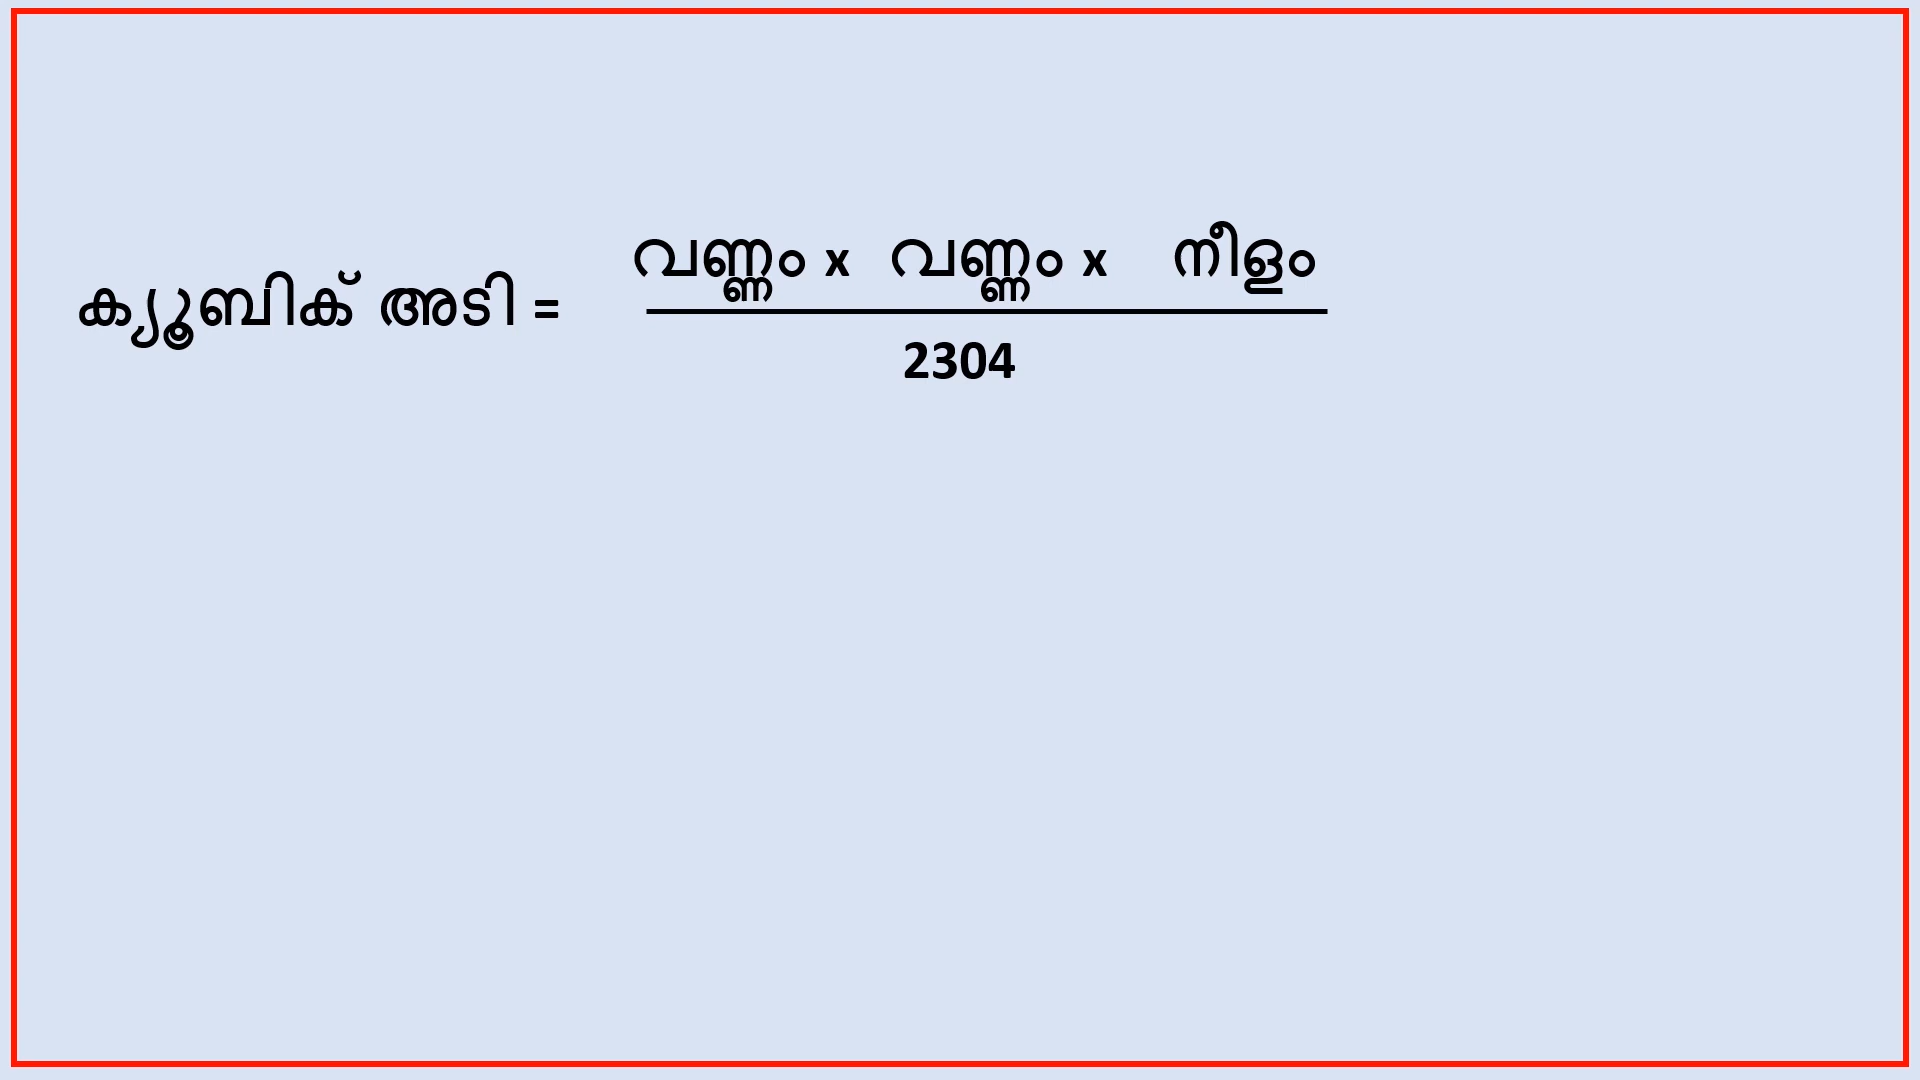 വണ്ണം x വണ്ണം x നീളം
ക്യൂബിക് അടി =
2304